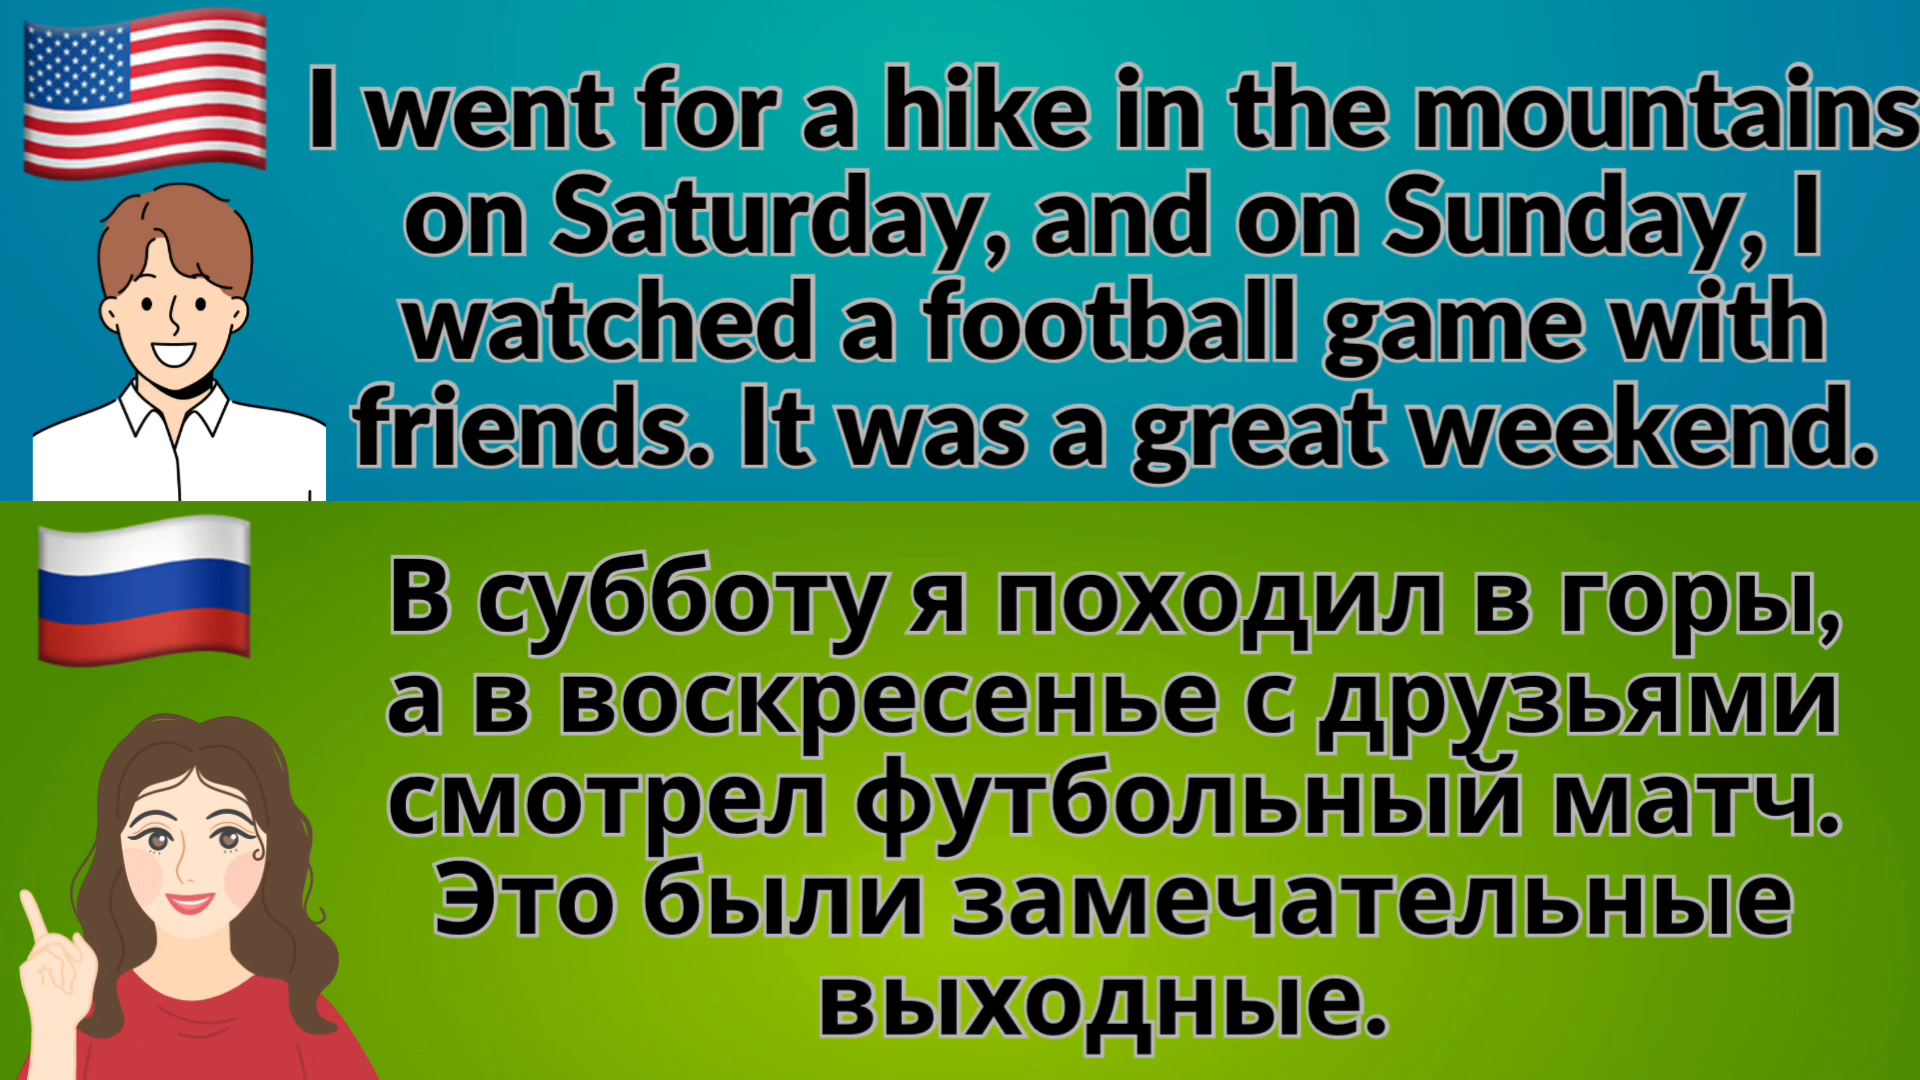 I went for a hike in the mountains
on Saturday, and on Sunday, I
watched a football game with
friends. It was a great weekend.
В субботу я походил в горы,
а в воскресенье с друзьями
смотрел футбольный матч.
Это были замечательные
выходные.